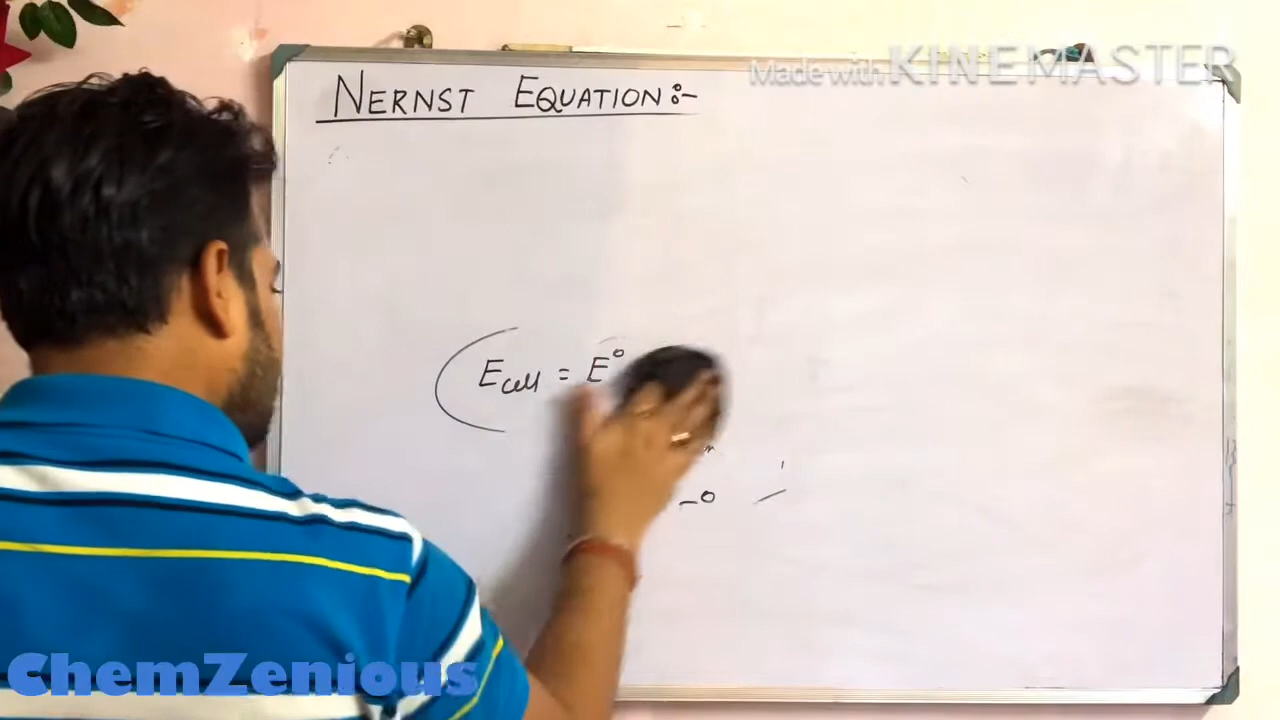 Made with KINEMASTER
NERNST EQUATION:-
Ecell = E°
ChemZenious